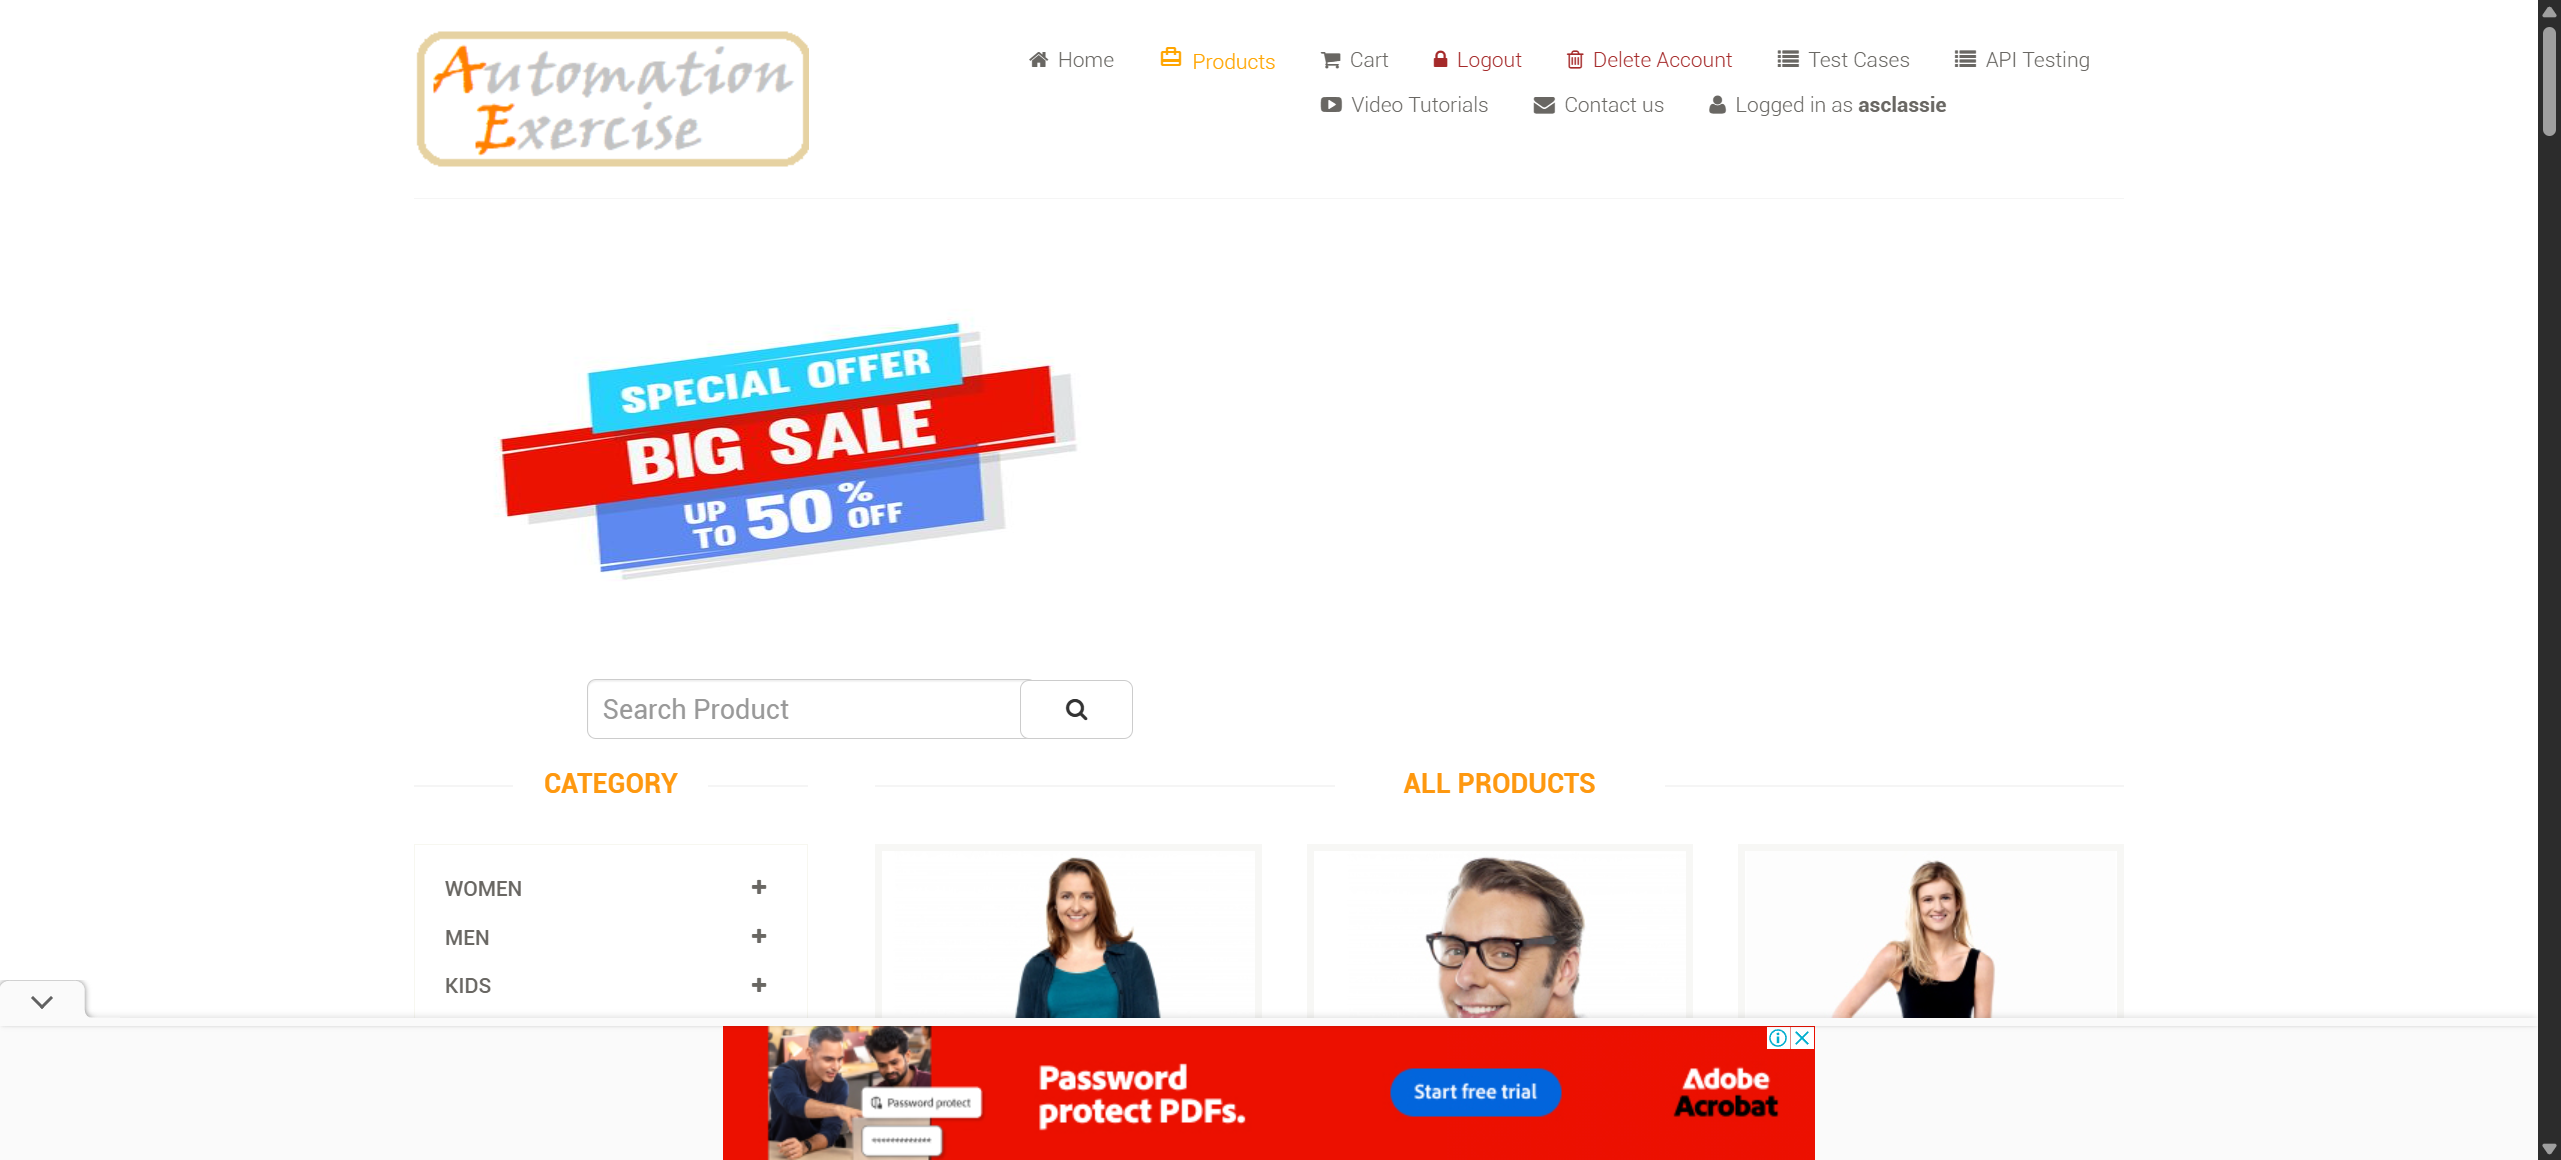 Automation
Exercise
Home Products Cart Logout Delete Account Test Cases API Testing
Video Tutorials Contact us Logged in as asclassie
SPECIAL OFFER
BIG SALE
UP TO 50% OFF
Search Product
CATEGORY
ALL PRODUCTS
WOMEN
MEN
KIDS
Password protect
Password
protect PDFs.
Start free trial
Adobe
Acrobat